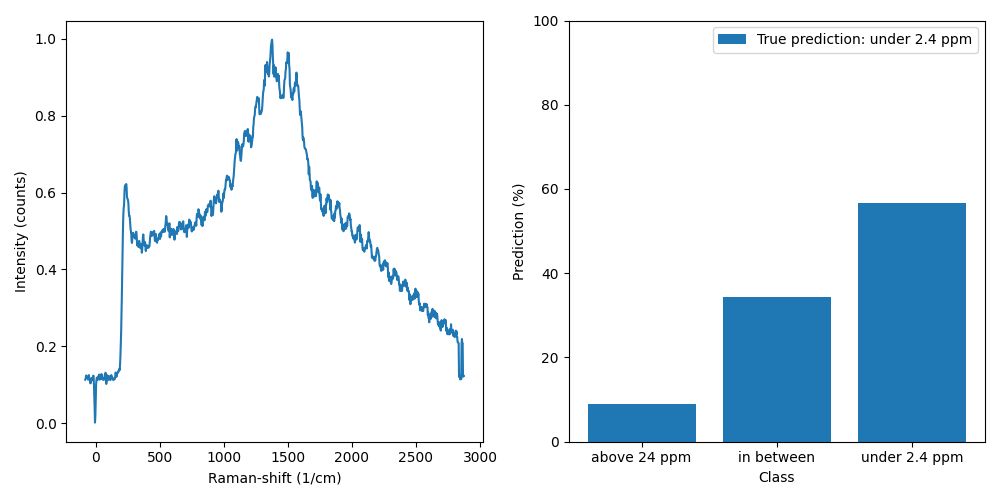 1.0
0.8
0.6
0.4
0.2
0.0
Intensity (counts)
0 500 1000 1500 2000 2500 3000
Raman-shift (1/cm)
100
80
60
40
20
0
Prediction (%)
True prediction: under 2.4 ppm
above 24 ppm in between under 2.4 ppm
Class